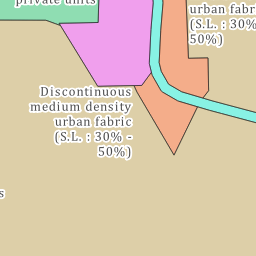 private units
urban fabr
(S.L. : 30%
50%)
Discontinuous
medium density
urban fabric
(S.L. : 30% -
50%)
s